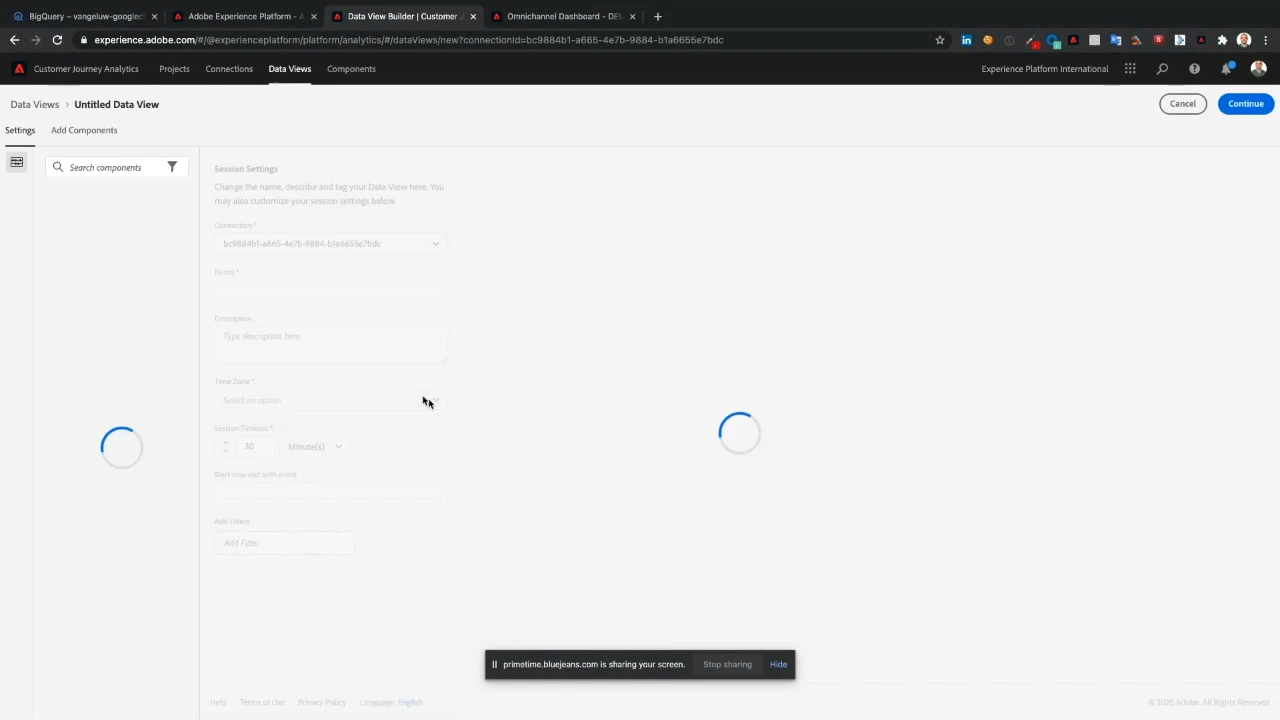 BigQuery – vangeluw-googlecl
Adobe Experience Platform – A
Data View Builder | Customer J
Omnichannel Dashboard - DEM
experience.adobe.com/#/@experienceplatform/platform/analytics/#/dataViews/new?connectionId=bc9884b1-a665-4e7b-9884-b1a6655e7bdc
Customer Journey Analytics
Projects
Connections
Data Views
Components
Experience Platform International
Data Views > Untitled Data View
Cancel
Continue
Settings
Add Components
Search components
Session Settings
Change the name, describe and tag your Data View here. You
may also customize your session settings below.
Connection *
bc9884b1-a665-4e7b-9884-b1a6655e7bdc
Name *
Description
Type description here
Time Zone *
Select an option
Session Timeout *
30
Minute(s)
Start new visit with event
Add Filters
Add Filter
primetime.bluejeans.com is sharing your screen.
Stop sharing
Hide
Help
Terms of Use
Privacy Policy
Language: English
© 2020 Adobe. All Rights Reserved